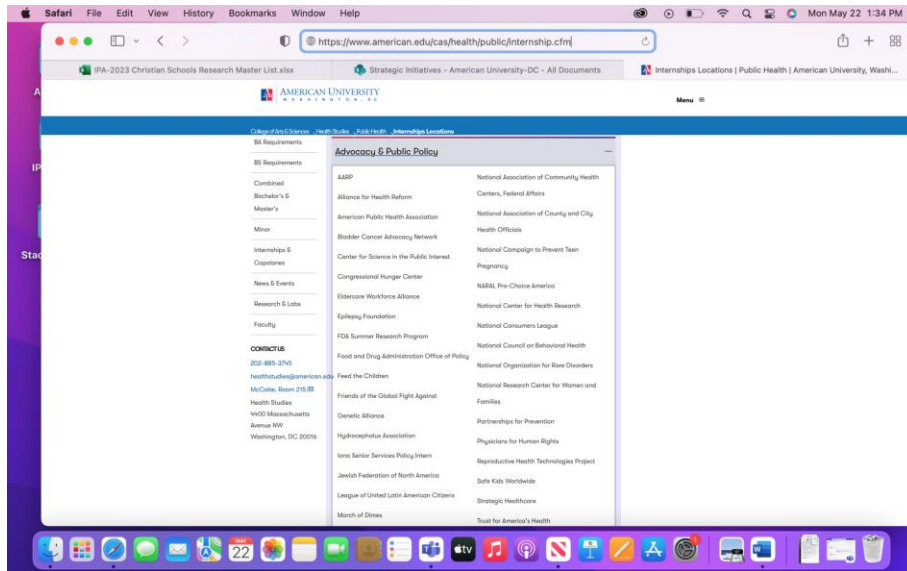 Safari File Edit View History Bookmarks Window Help Mon May 22 1:34 PM
https://www.american.edu/cas/health/public/internship.cfm
IPA-2023 Christian Schools Research Master List.xlsx
Strategic Initiatives - American University-DC - All Documents
Internships Locations | Public Health | American University, Washi...
AMERICAN UNIVERSITY
WASHINGTON, DC
Menu
College of Arts & Sciences Health Studies Public Health Internships Locations
BA Requirements
BS Requirements
Combined
Bachelor's &
Master's
Minor
Internships &
Capstones
News & Events
Research & Labs
Faculty
CONTACT US
202-885-3745
healthstudies@american.edu
McCabe, Room 215
Health Studies
4400 Massachusetts
Avenue NW
Washington, DC 20016
Advocacy & Public Policy
AARP
Alliance for Health Reform
American Public Health Association
Bladder Cancer Advocacy Network
Center for Science in the Public Interest
Congressional Hunger Center
Eldercare Workforce Alliance
Epilepsy Foundation
FDA Summer Research Program
Food and Drug Administration Office of Policy
Feed the Children
Friends of the Global Fight Against
Genetic Alliance
Hydrocephalus Association
Iona Senior Services Policy Intern
Jewish Federation of North America
League of United Latin American Citizens
March of Dimes
National Association of Community Health
Centers, Federal Affairs
National Association of County and City
Health Officials
National Campaign to Prevent Teen
Pregnancy
NARAL Pro-Choice America
National Center for Health Research
National Consumers League
National Council on Behavioral Health
National Organization for Rare Disorders
National Research Center for Women and
Families
Partnerships for Prevention
Physicians for Human Rights
Reproductive Health Technologies Project
Safe Kids Worldwide
Strategic Healthcare
Trust for America's Health
A
IP
Stac
MAY
22
tv